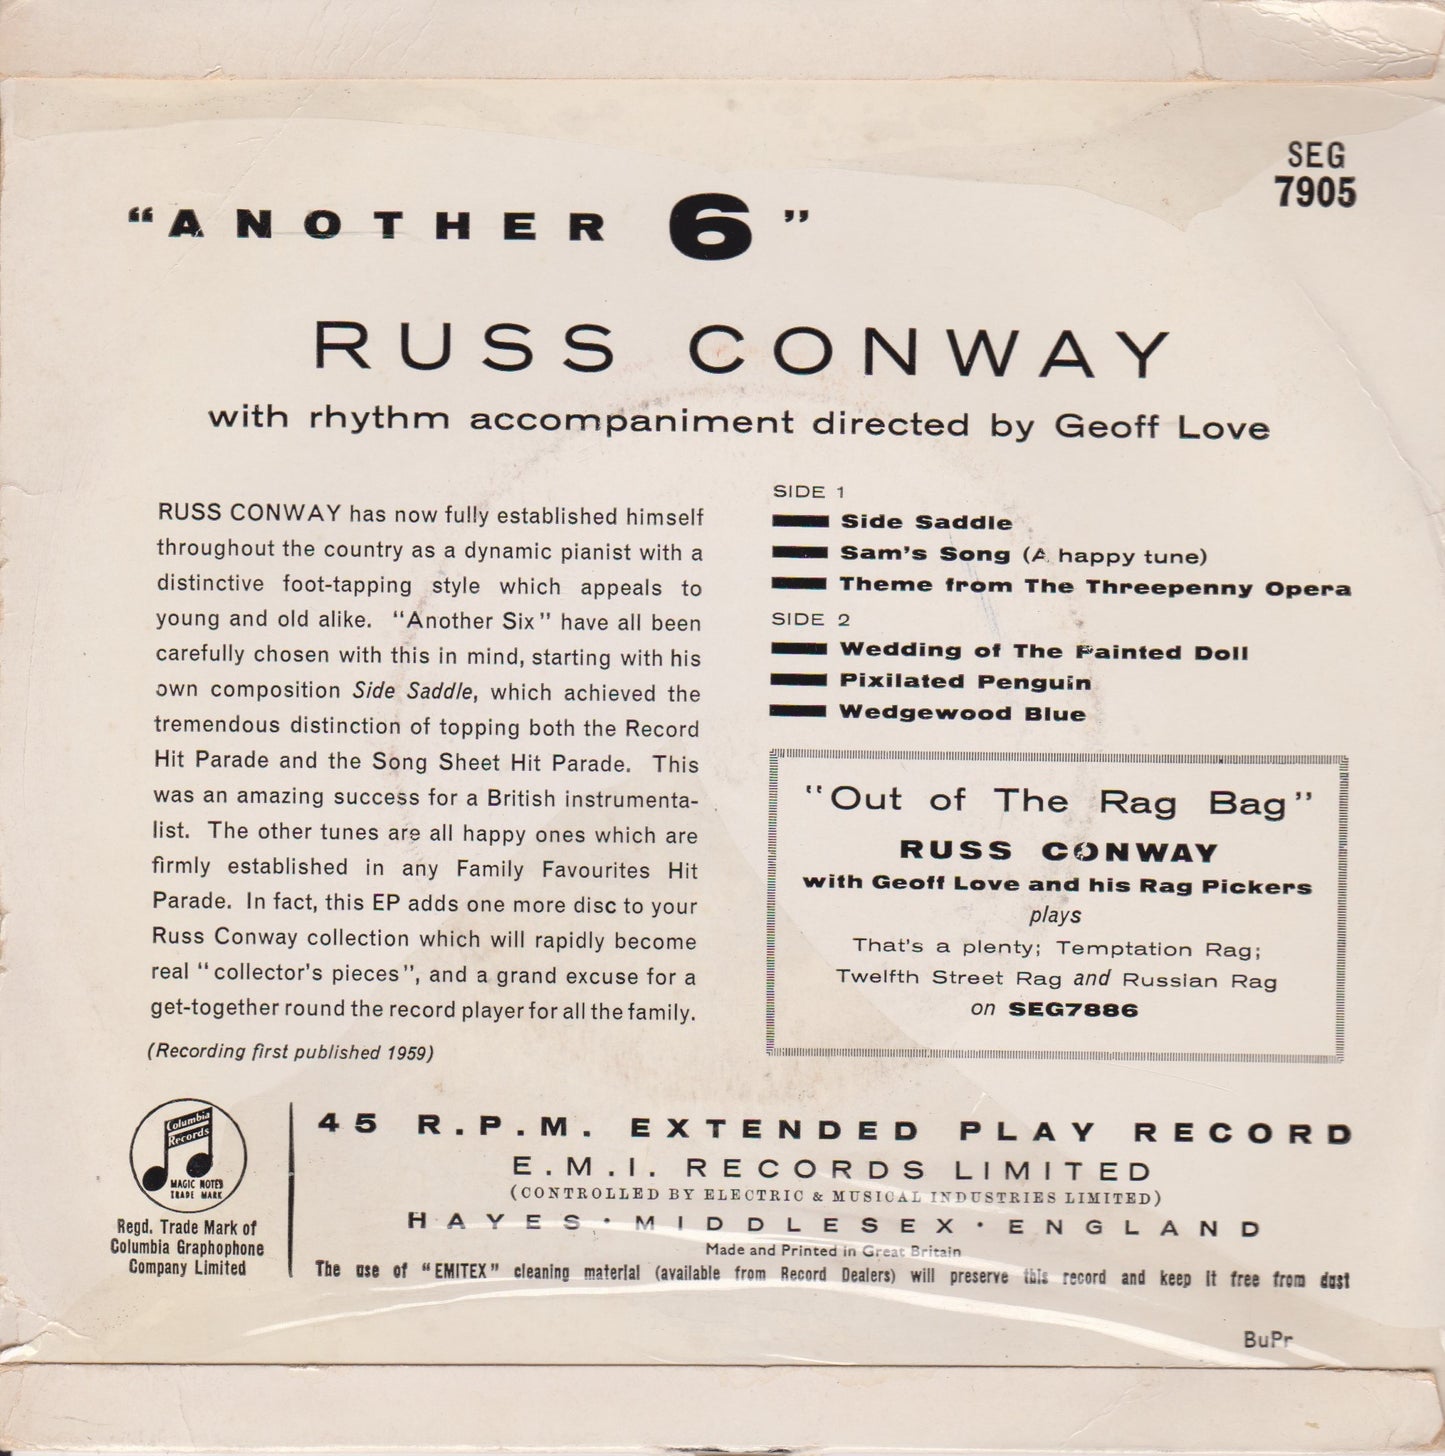 SEG
7905
"ANOTHER 6"
RUSS CONWAY
with rhythm accompaniment directed by Geoff Love
RUSS CONWAY has now fully established himself
throughout the country as a dynamic pianist with a
distinctive foot-tapping style which appeals to
young and old alike. "Another Six" have all been
carefully chosen with this in mind, starting with his
own composition Side Saddle, which achieved the
tremendous distinction of topping both the Record
Hit Parade and the Song Sheet Hit Parade. This
was an amazing success for a British instrumenta-
list. The other tunes are all happy ones which are
firmly established in any Family Favourites Hit
Parade. In fact, this EP adds one more disc to your
Russ Conway collection which will rapidly become
real "collector's pieces", and a grand excuse for a
get-together round the record player for all the family.
(Recording first published 1959)
SIDE 1
Side Saddle
Sam's Song (A happy tune)
Theme from The Threepenny Opera
SIDE 2
Wedding of The Painted Doll
Pixilated Penguin
Wedgewood Blue
"Out of The Rag Bag"
RUSS CONWAY
with Geoff Love and his Rag Pickers
plays
That's a plenty; Temptation Rag;
Twelfth Street Rag and Russian Rag
on SEG7886
Columbia
Records
MAGIC NOTES
TRADE MARK
Regd. Trade Mark of
Columbia Graphophone
Company Limited
45 R.P.M. EXTENDED PLAY RECORD
E.M.I. RECORDS LIMITED
(CONTROLLED BY ELECTRIC & MUSICAL INDUSTRIES LIMITED)
HAYES · MIDDLESEX · ENGLAND
Made and Printed in Great Britain
The use of "EMITEX" cleaning material (available from Record Dealers) will preserve this record and keep it free from dust
BuPr